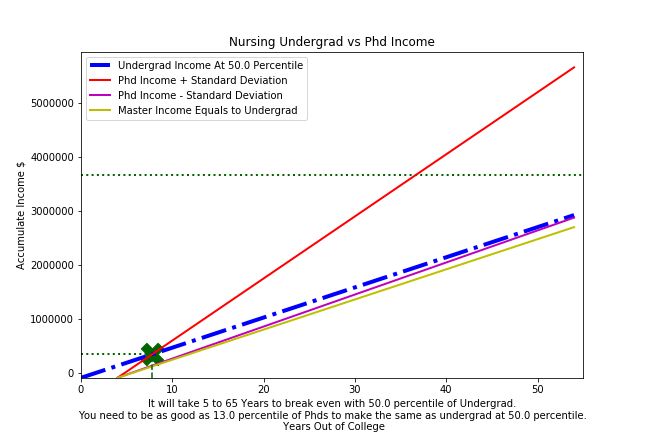 Nursing Undergrad vs Phd Income
Undergrad Income At 50.0 Percentile
Phd Income + Standard Deviation
Phd Income - Standard Deviation
Master Income Equals to Undergrad
Accumulate Income $
5000000
4000000
3000000
2000000
1000000
0
0 10 20 30 40 50
It will take 5 to 65 Years to break even with 50.0 percentile of Undergrad.
You need to be as good as 13.0 percentile of Phds to make the same as undergrad at 50.0 percentile.
Years Out of College